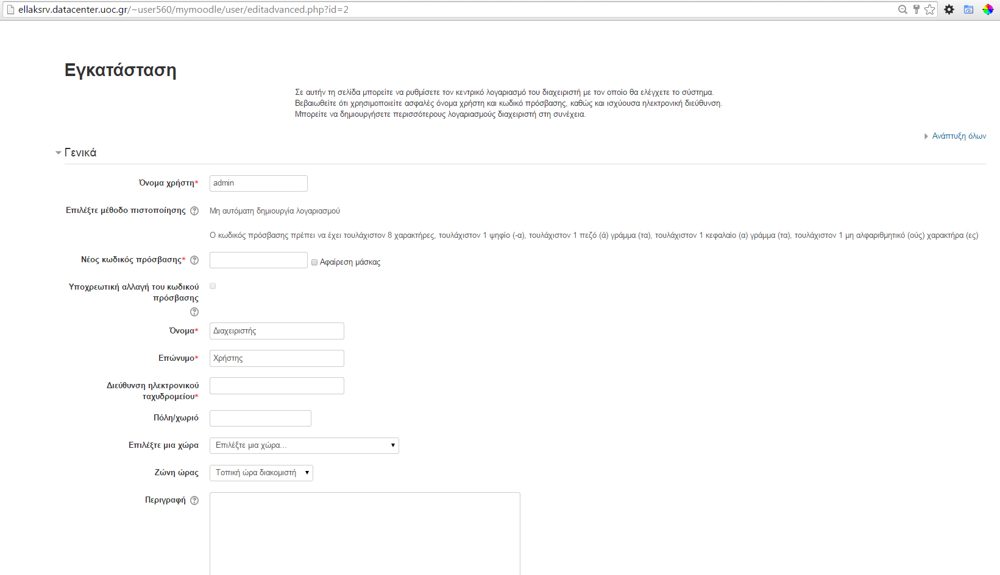 ellaksrv.datacenter.uoc.gr/~user560/mymoodle/user/editadvanced.php?id=2
Εγκατάσταση
Σε αυτήν τη σελίδα μπορείτε να ρυθμίσετε τον κεντρικό λογαριασμό του διαχειριστή με τον οποίο θα ελέγχετε το σύστημα.
Βεβαιωθείτε ότι χρησιμοποιείτε ασφαλές όνομα χρήστη και κωδικό πρόσβασης, καθώς και ισχύουσα ηλεκτρονική διεύθυνση.
Μπορείτε να δημιουργήσετε περισσότερους λογαριασμούς διαχειριστή στη συνέχεια.
Ανάπτυξη όλων
Γενικά
Όνομα χρήστη* admin
Επιλέξτε μέθοδο πιστοποίησης Μη αυτόματη δημιουργία λογαριασμού
Ο κωδικός πρόσβασης πρέπει να έχει τουλάχιστον 8 χαρακτήρες, τουλάχιστον 1 ψηφίο (-α), τουλάχιστον 1 πεζό (ά) γράμμα (τα), τουλάχιστον 1 κεφαλαίο (α) γράμμα (τα), τουλάχιστον 1 μη αλφαριθμητικό (ούς) χαρακτήρα (ες)
Νέος κωδικός πρόσβασης* Αφαίρεση μάσκας
Υποχρεωτική αλλαγή του κωδικού
πρόσβασης
Όνομα* Διαχειριστής
Επώνυμο* Χρήστης
Διεύθυνση ηλεκτρονικού
ταχυδρομείου*
Πόλη/χωριό
Επιλέξτε μια χώρα Επιλέξτε μια χώρα...
Ζώνη ώρας Τοπική ώρα διακομιστή
Περιγραφή